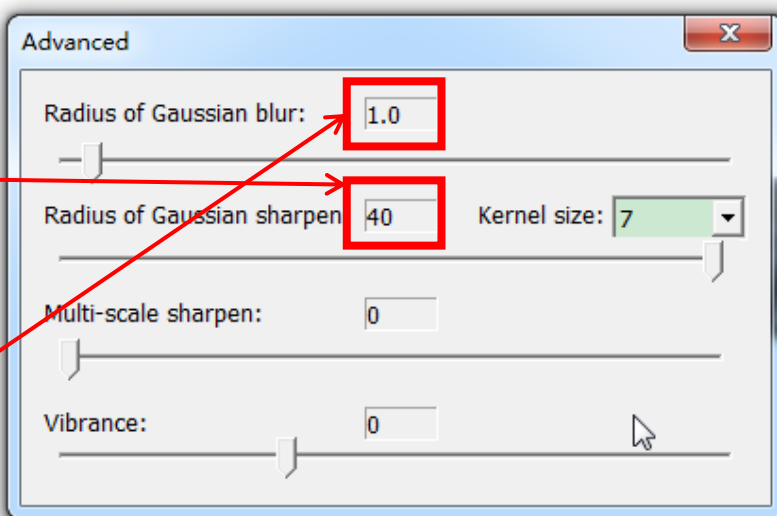 Advanced
Radius of Gaussian blur: 1.0
Radius of Gaussian sharpen 40 Kernel size: 7
Multi-scale sharpen: 0
Vibrance: 0